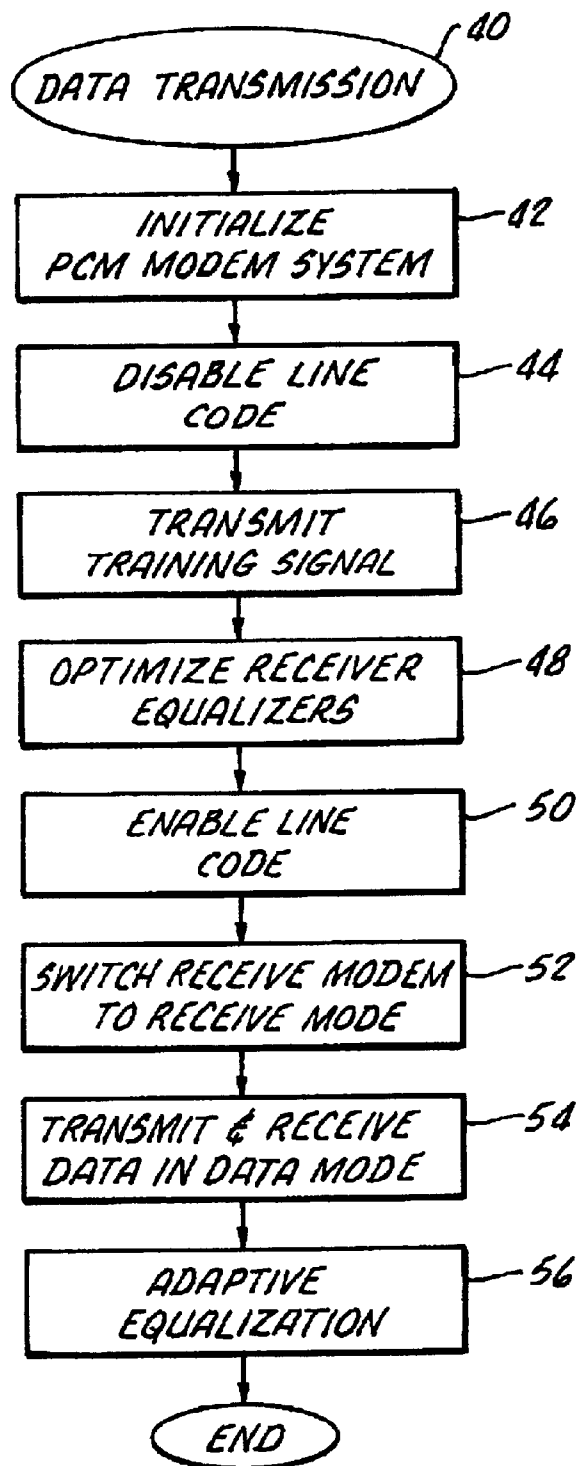 40
DATA TRANSMISSION
INITIALIZE
PCM MODEM SYSTEM
42
DISABLE LINE
CODE
44
TRANSMIT
TRAINING SIGNAL
46
OPTIMIZE RECEIVER
EQUALIZERS
48
ENABLE LINE
CODE
50
SWITCH RECEIVE MODEM
TO RECEIVE MODE
52
TRANSMIT & RECEIVE
DATA IN DATA MODE
54
ADAPTIVE
EQUALIZATION
56
END